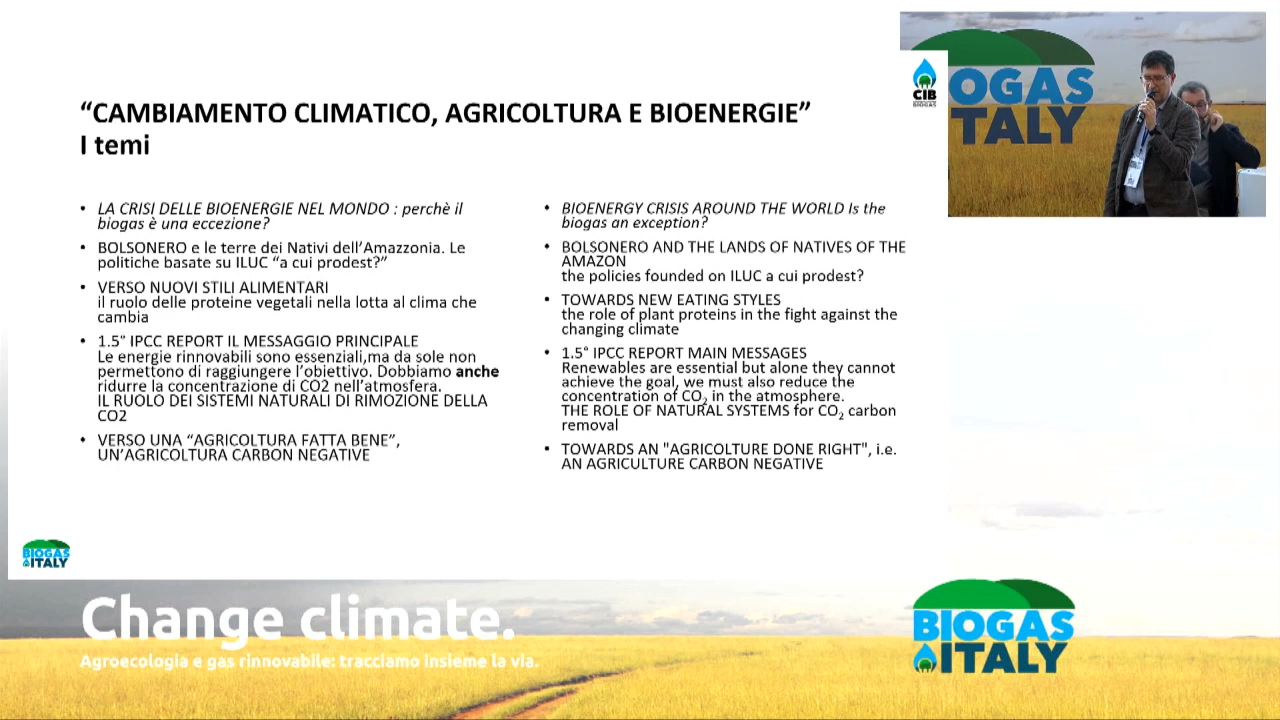 “CAMBIAMENTO CLIMATICO, AGRICOLTURA E BIOENERGIE”
I temi
• LA CRISI DELLE BIOENERGIE NEL MONDO : perchè il
biogas è una eccezione?
• BOLSONERO e le terre dei Nativi dell’Amazzonia. Le
politiche basate su ILUC “a cui prodest?”
• VERSO NUOVI STILI ALIMENTARI
il ruolo delle proteine vegetali nella lotta al clima che
cambia
• 1.5° IPCC REPORT IL MESSAGGIO PRINCIPALE
Le energie rinnovabili sono essenziali,ma da sole non
permettono di raggiungere l’obiettivo. Dobbiamo anche
ridurre la concentrazione di CO2 nell’atmosfera.
IL RUOLO DEI SISTEMI NATURALI DI RIMOZIONE DELLA
CO2
• VERSO UNA “AGRICOLTURA FATTA BENE”,
UN’AGRICOLTURA CARBON NEGATIVE
• BIOENERGY CRISIS AROUND THE WORLD Is the
biogas an exception?
• BOLSONERO AND THE LANDS OF NATIVES OF THE
AMAZON
the policies founded on ILUC a cui prodest?
• TOWARDS NEW EATING STYLES
the role of plant proteins in the fight against the
changing climate
• 1.5° IPCC REPORT MAIN MESSAGES
Renewables are essential but alone they cannot
achieve the goal, we must also reduce the
concentration of CO₂ in the atmosphere.
THE ROLE OF NATURAL SYSTEMS for CO₂ carbon
removal
• TOWARDS AN "AGRICOLTURE DONE RIGHT", i.e.
AN AGRICULTURE CARBON NEGATIVE
CIB
BIOGAS
IOGAS
ITALY
BIOGAS
ITALY
Change climate.
Agroecologia e gas rinnovabile: tracciamo insieme la via.
BIOGAS
ITALY